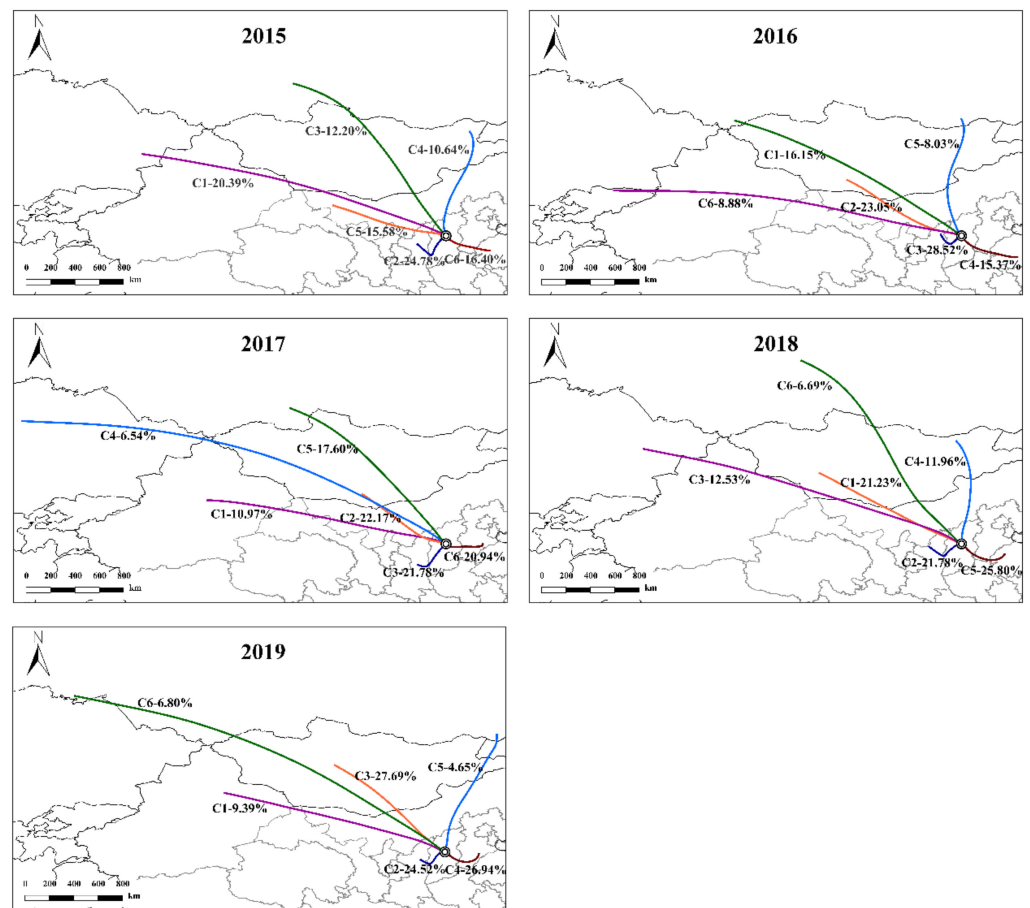 N
2015
C3-12.20%
C4-10.64%
C1-20.39%
C5-15.58%
C2-24.78%
C6-16.40%
0 200 400 600 800 km
N
2016
C5-8.03%
C1-16.15%
C6-8.88%
C2-23.05%
C3-28.52%
C4-15.37%
0 200 400 600 800 km
N
2017
C4-6.54%
C5-17.60%
C1-10.97%
C2-22.17%
C6-20.94%
C3-21.78%
0 200 400 600 800 km
N
2018
C6-6.69%
C4-11.96%
C3-12.53%
C1-21.23%
C2-21.78%
C5-25.80%
0 200 400 600 800 km
N
2019
C6-6.80%
C5-4.65%
C3-27.69%
C1-9.39%
C2-24.52%
C4-26.94%
0 200 400 600 800 km